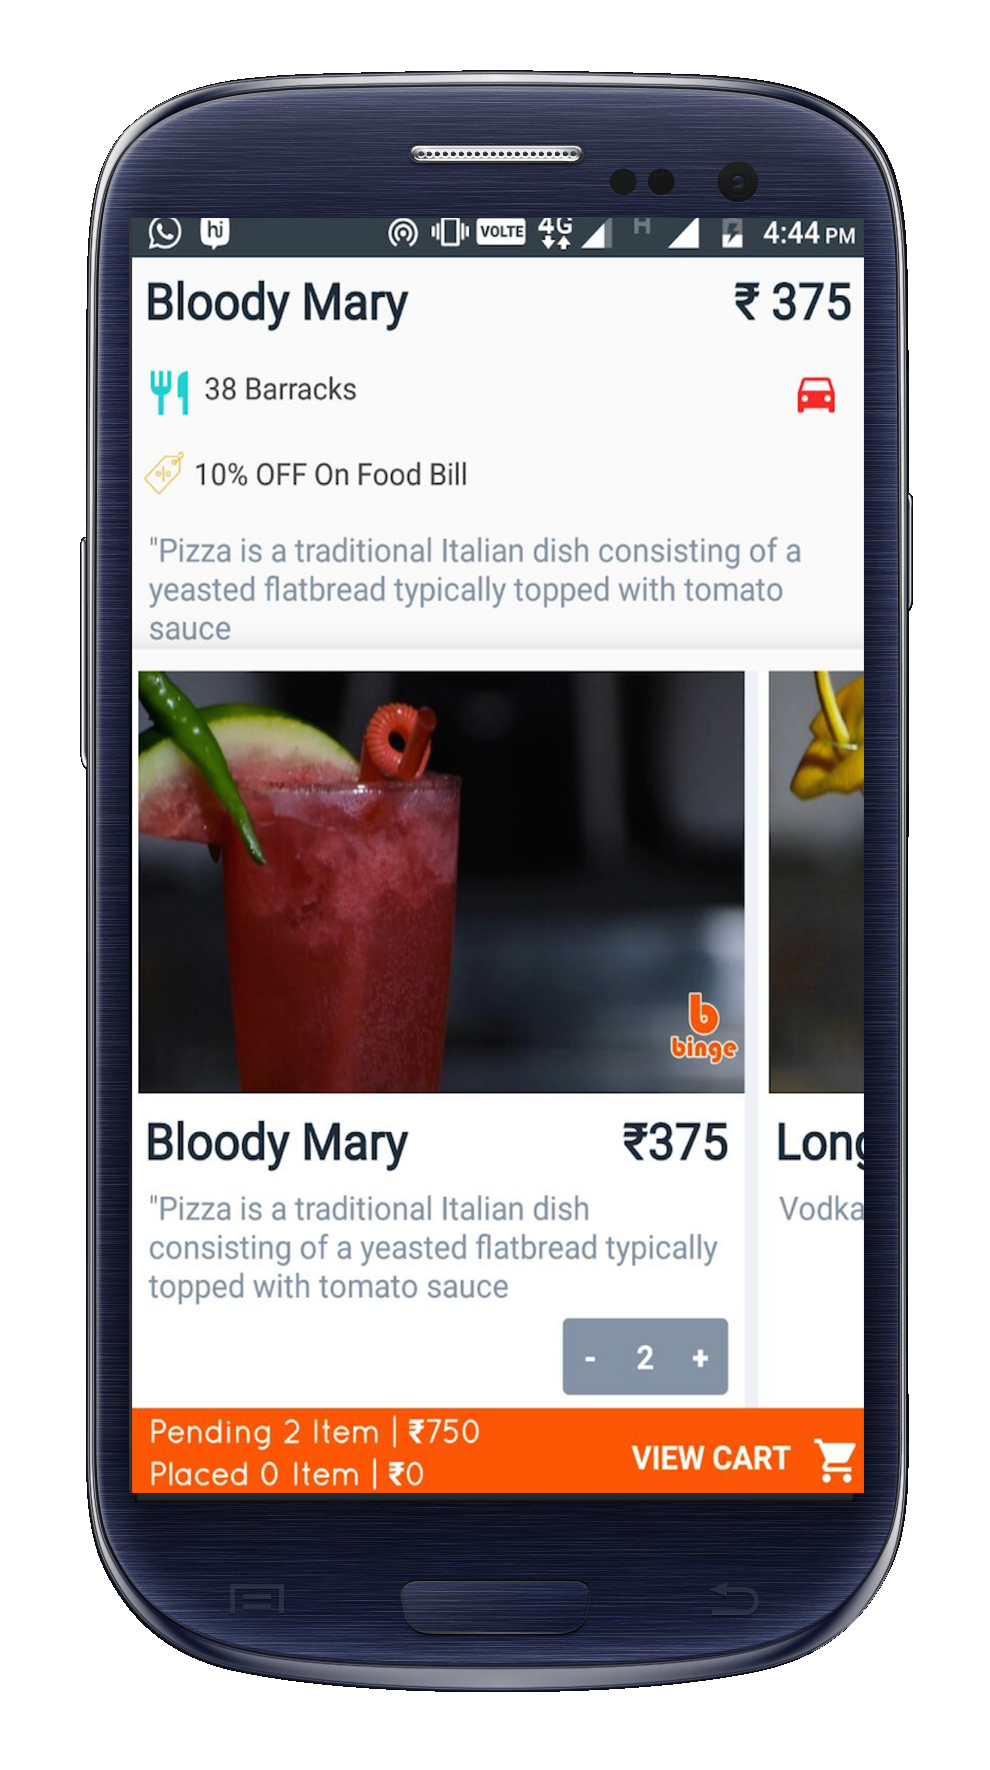 hi
VOLTE
4G
H
4:44 PM
Bloody Mary
₹ 375
38 Barracks
%
10% OFF On Food Bill
"Pizza is a traditional Italian dish consisting of a
yeasted flatbread typically topped with tomato
sauce
b
binge
Bloody Mary
₹375
"Pizza is a traditional Italian dish
consisting of a yeasted flatbread typically
topped with tomato sauce
- 2 +
Long
Vodka
Pending 2 Item | ₹750
Placed 0 Item | ₹0
VIEW CART